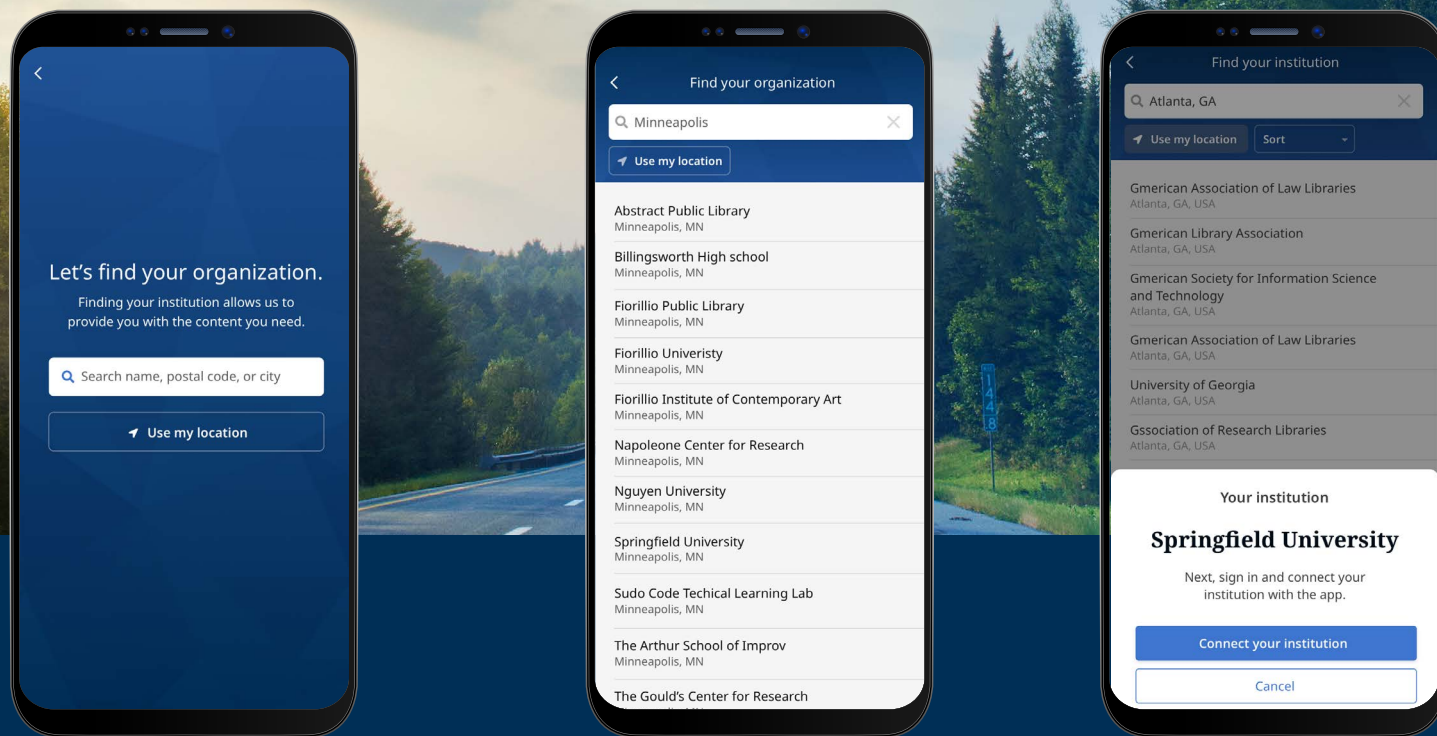 Let's find your organization.
Finding your institution allows us to
provide you with the content you need.
Search name, postal code, or city
Use my location
Find your organization
Minneapolis
Use my location
Abstract Public Library
Minneapolis, MN
Billingsworth High school
Minneapolis, MN
Fiorillio Public Library
Minneapolis, MN
Fiorillio Univeristy
Minneapolis, MN
Fiorillio Institute of Contemporary Art
Minneapolis, MN
Napoleone Center for Research
Minneapolis, MN
Nguyen University
Minneapolis, MN
Springfield University
Minneapolis, MN
Sudo Code Techical Learning Lab
Minneapolis, MN
The Arthur School of Improv
Minneapolis, MN
The Gould's Center for Research
1448
Find your institution
Atlanta, GA
Use my location Sort
Gmerican Association of Law Libraries
Atlanta, GA, USA
Gmerican Library Association
Atlanta, GA, USA
Gmerican Society for Information Science
and Technology
Atlanta, GA, USA
Gmerican Association of Law Libraries
Atlanta, GA, USA
University of Georgia
Atlanta, GA, USA
Gssociation of Research Libraries
Atlanta, GA, USA
Your institution
Springfield University
Next, sign in and connect your
institution with the app.
Connect your institution
Cancel